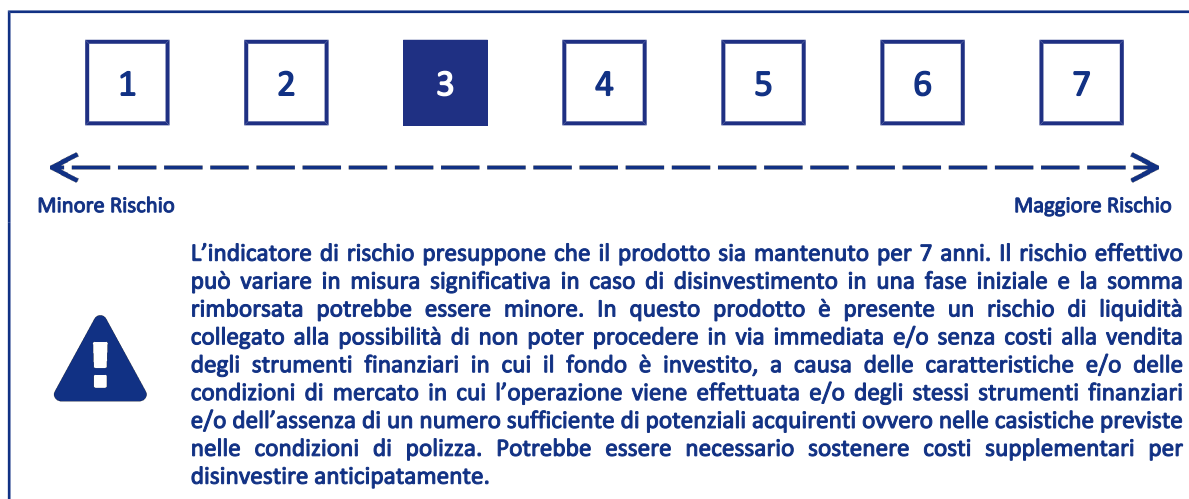 1 2 3 4 5 6 7
Minore Rischio Maggiore Rischio
L’indicatore di rischio presuppone che il prodotto sia mantenuto per 7 anni. Il rischio effettivo
può variare in misura significativa in caso di disinvestimento in una fase iniziale e la somma
rimborsata potrebbe essere minore. In questo prodotto è presente un rischio di liquidità
collegato alla possibilità di non poter procedere in via immediata e/o senza costi alla vendita
degli strumenti finanziari in cui il fondo è investito, a causa delle caratteristiche e/o delle
condizioni di mercato in cui l’operazione viene effettuata e/o degli stessi strumenti finanziari
e/o dell’assenza di un numero sufficiente di potenziali acquirenti ovvero nelle casistiche previste
nelle condizioni di polizza. Potrebbe essere necessario sostenere costi supplementari per
disinvestire anticipatamente.